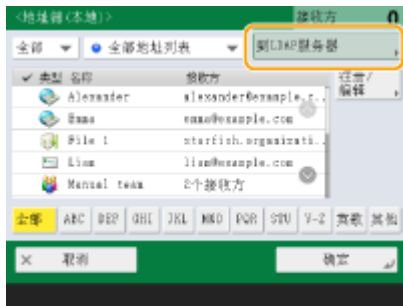 <地址簿(本地)> 接收方 0
全部 全部地址列表 到LDAP服务器
类型 名称 接收方 注册/
编辑
Alexander alexander@example.c..
Emma emma@example.com
File 1 starfish.organizati..
Liam liam@example.com
Manual team 2个接收方
全部 ABC DEF GHI JKL MNO PQR STU V-Z 其他
× 取消 确定